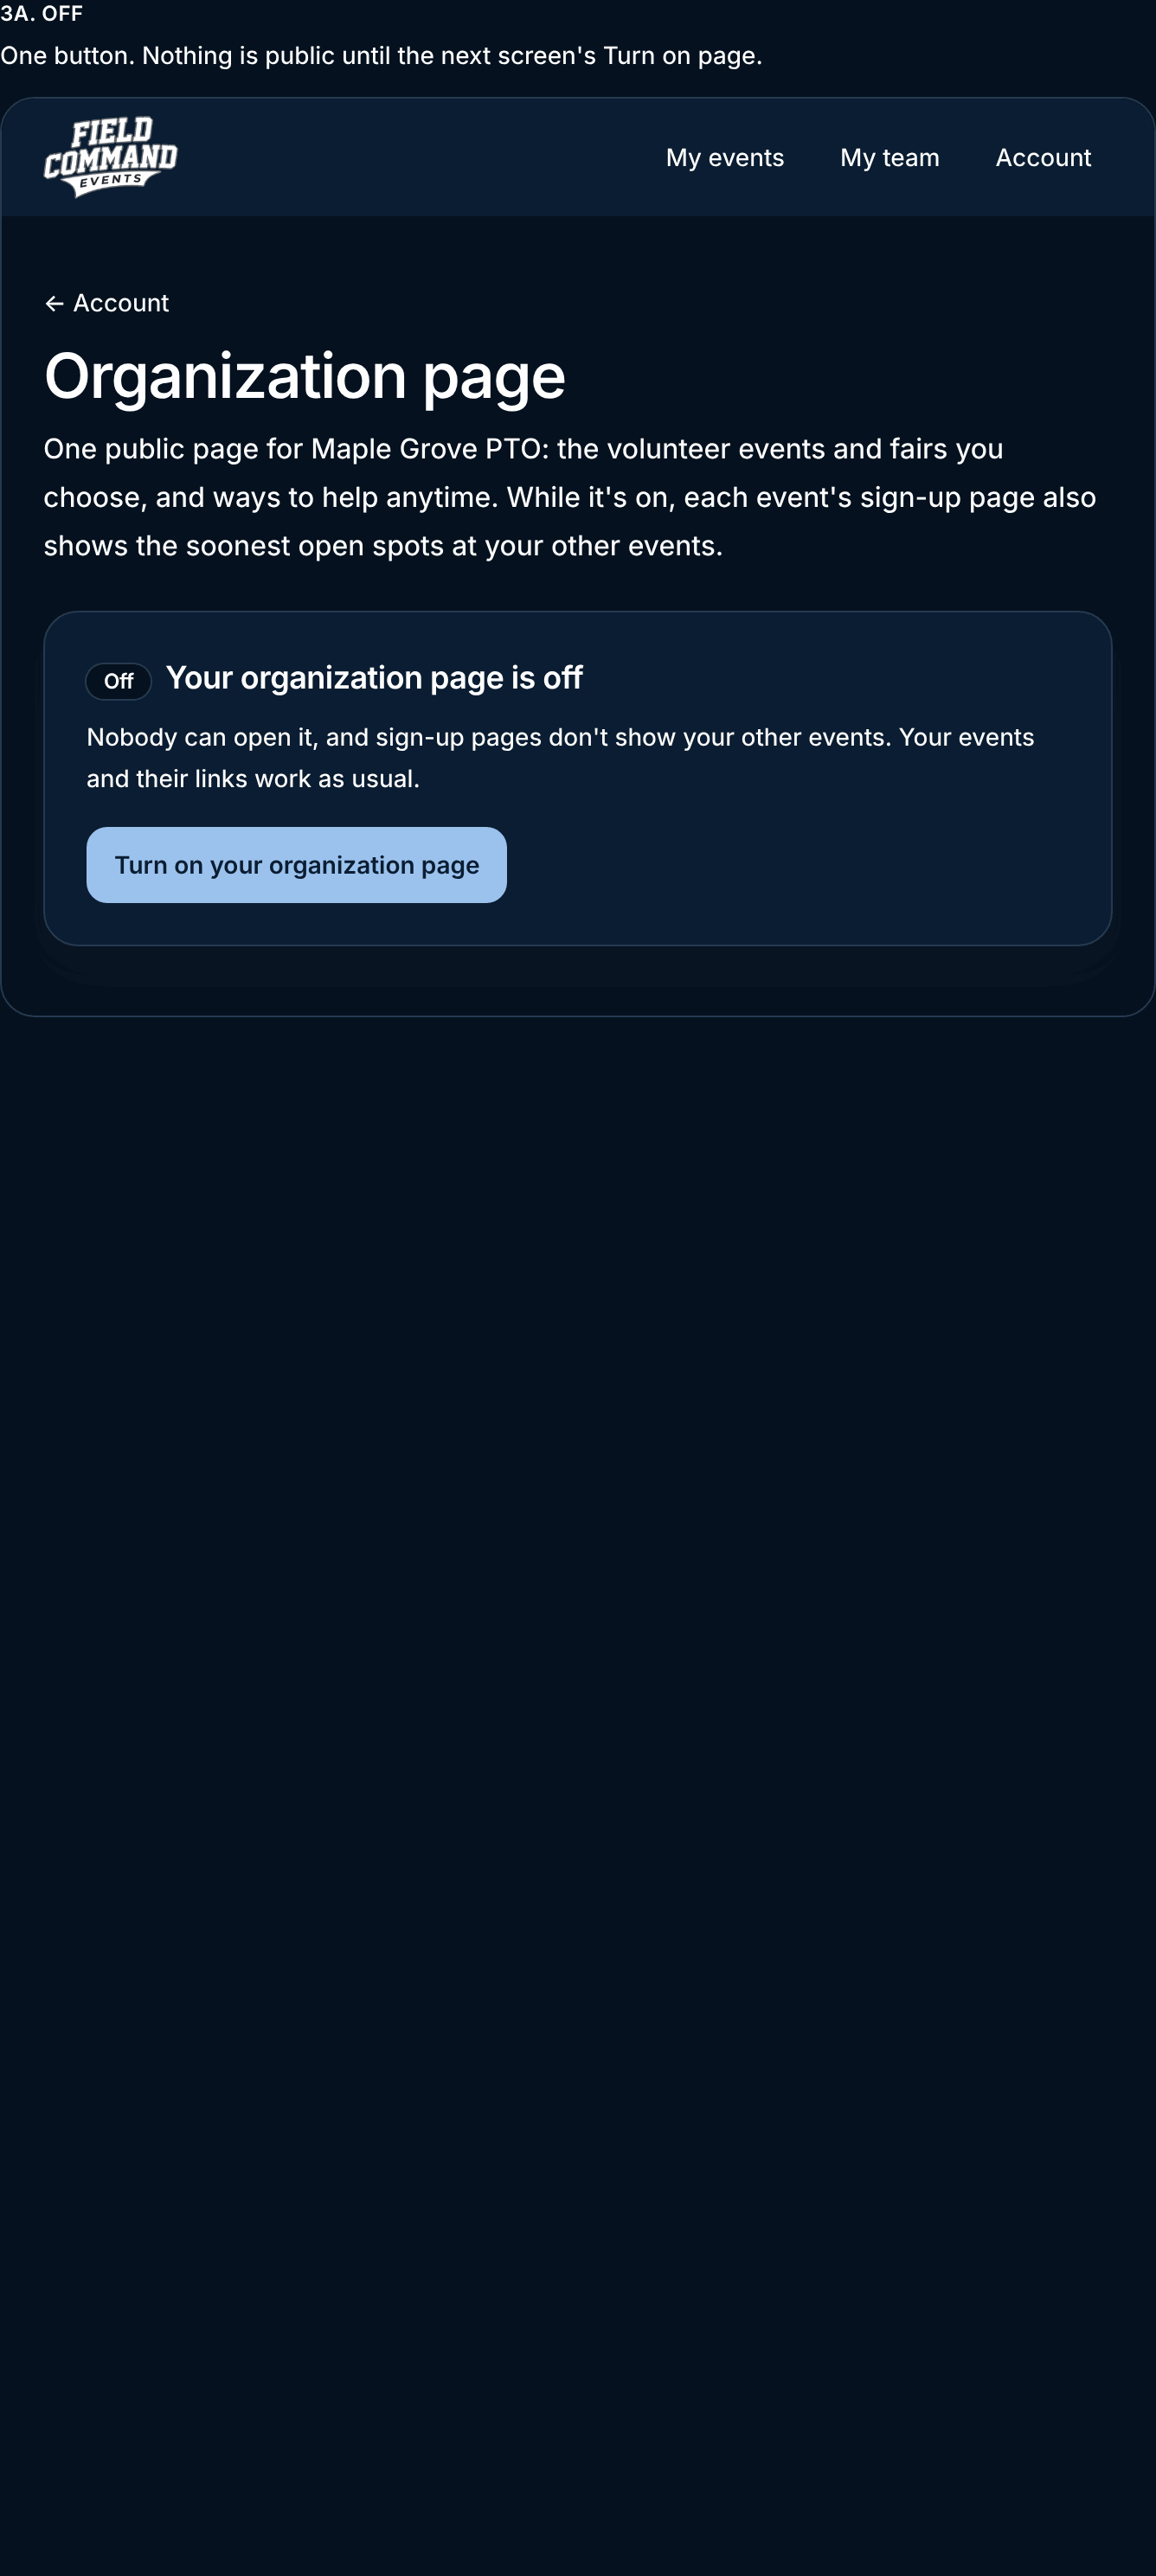 3A. OFF
One button. Nothing is public until the next screen's Turn on page.
FIELD
COMMAND
EVENTS
My events
My team
Account
← Account
Organization page
One public page for Maple Grove PTO: the volunteer events and fairs you
choose, and ways to help anytime. While it's on, each event's sign-up page also
shows the soonest open spots at your other events.
Off
Your organization page is off
Nobody can open it, and sign-up pages don't show your other events. Your events
and their links work as usual.
Turn on your organization page